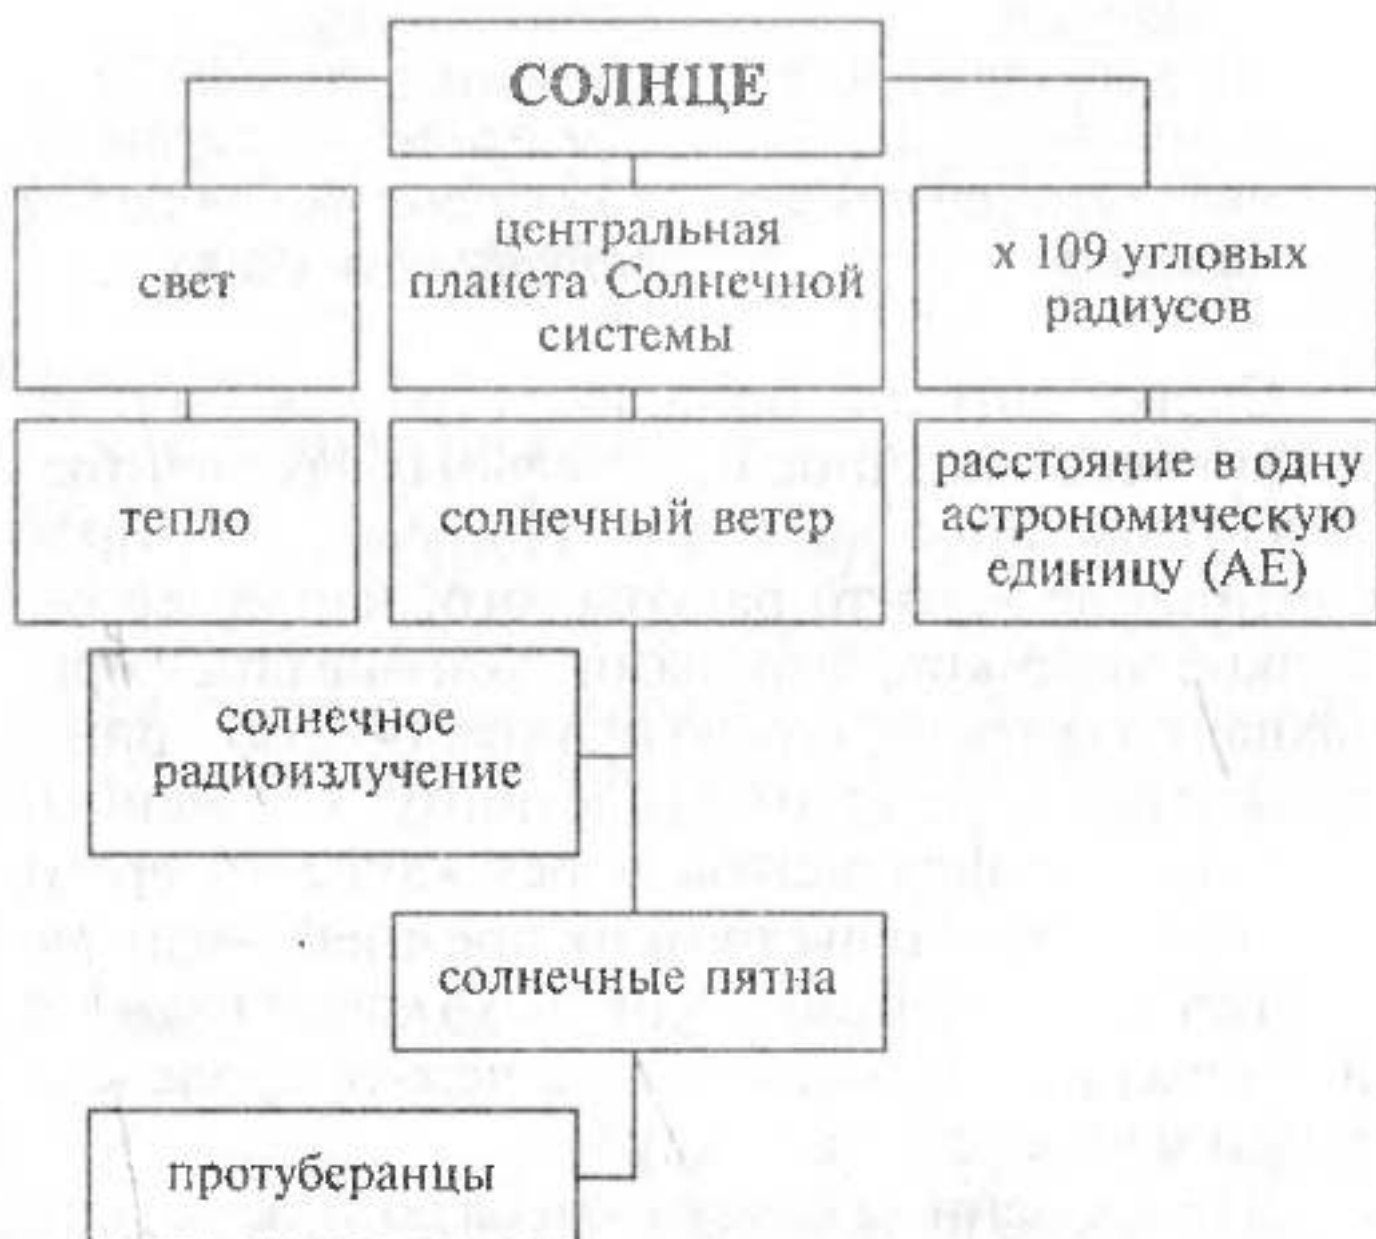 СОЛНЦЕ
свет
центральная
планета Солнечной
системы
х 109 угловых
радиусов
тепло
солнечный ветер
расстояние в одну
астрономическую
единицу (АЕ)
солнечное
радиоизлучение
солнечные пятна
протуберанцы